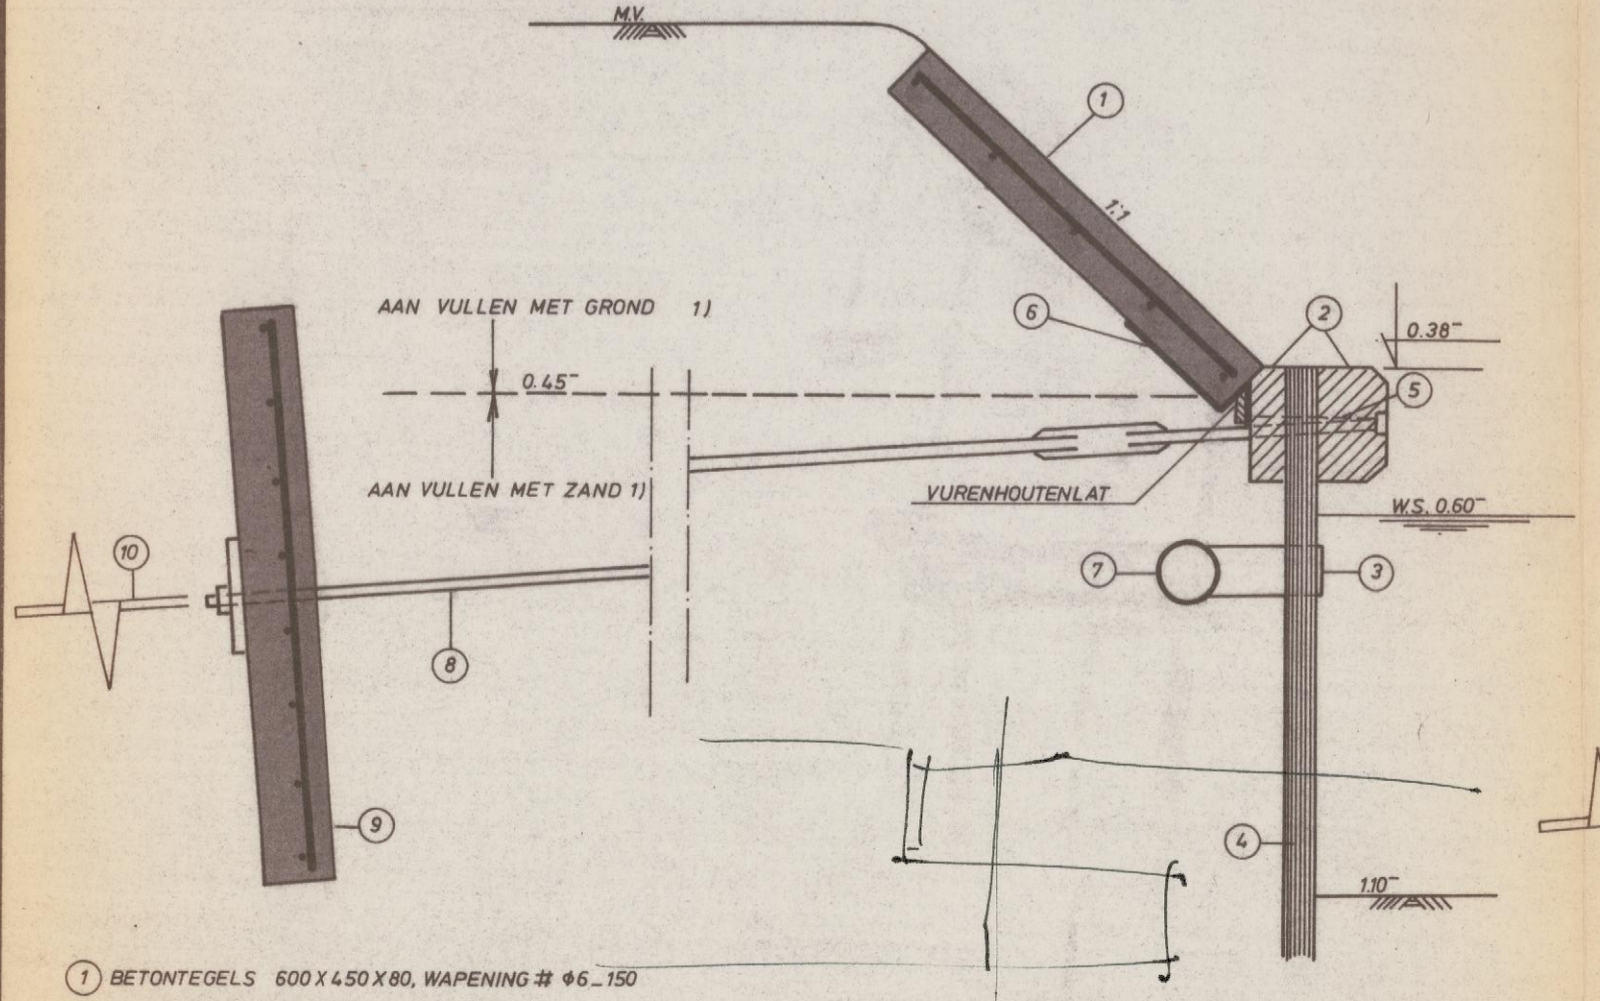 M.V.
1
1:1
AAN VULLEN MET GROND 1)
6
2
0.38-
0.45-
5
AAN VULLEN MET ZAND 1)
VURENHOUTENLAT
W.S. 0.60-
10
7
3
8
9
4
1.10-
1 BETONTEGELS 600 X 450 X 80, WAPENING # ϕ6_150